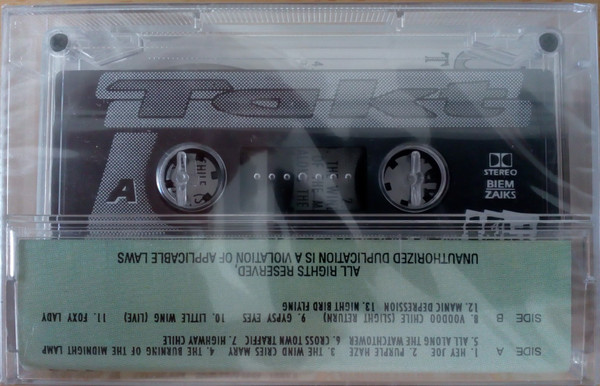 Takt
A
STEREO
BIEM
ZAIKS
SIDE A
1. HEY JOE 2. PURPLE HAZE 3. THE WIND CRIES MARY 4. THE BURNING OF THE MIDNIGHT LAMP
5. ALL ALONG THE WATCHTOWER 6. CROSS TOWN TRAFFIC 7. HIGHWAY CHILE
SIDE B
8. VOODOO CHILE (SLIGHT RETURN) 9. GYPSY EYES 10. LITTLE WING (LIVE) 11. FOXY LADY
12. MANIC DEPRESSION 13. NIGHT BIRD FLYING
ALL RIGHTS RESERVED,
UNAUTHORIZED DUPLICATION IS A VIOLATION OF APPLICABLE LAWS